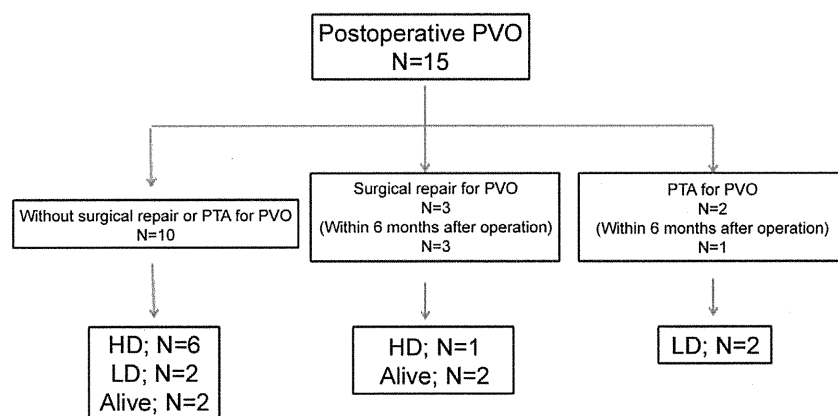 Postoperative PVO
N=15
Without surgical repair or PTA for PVO
N=10
Surgical repair for PVO
N=3
(Within 6 months after operation)
N=3
PTA for PVO
N=2
(Within 6 months after operation)
N=1
HD; N=6
LD; N=2
Alive; N=2
HD; N=1
Alive; N=2
LD; N=2